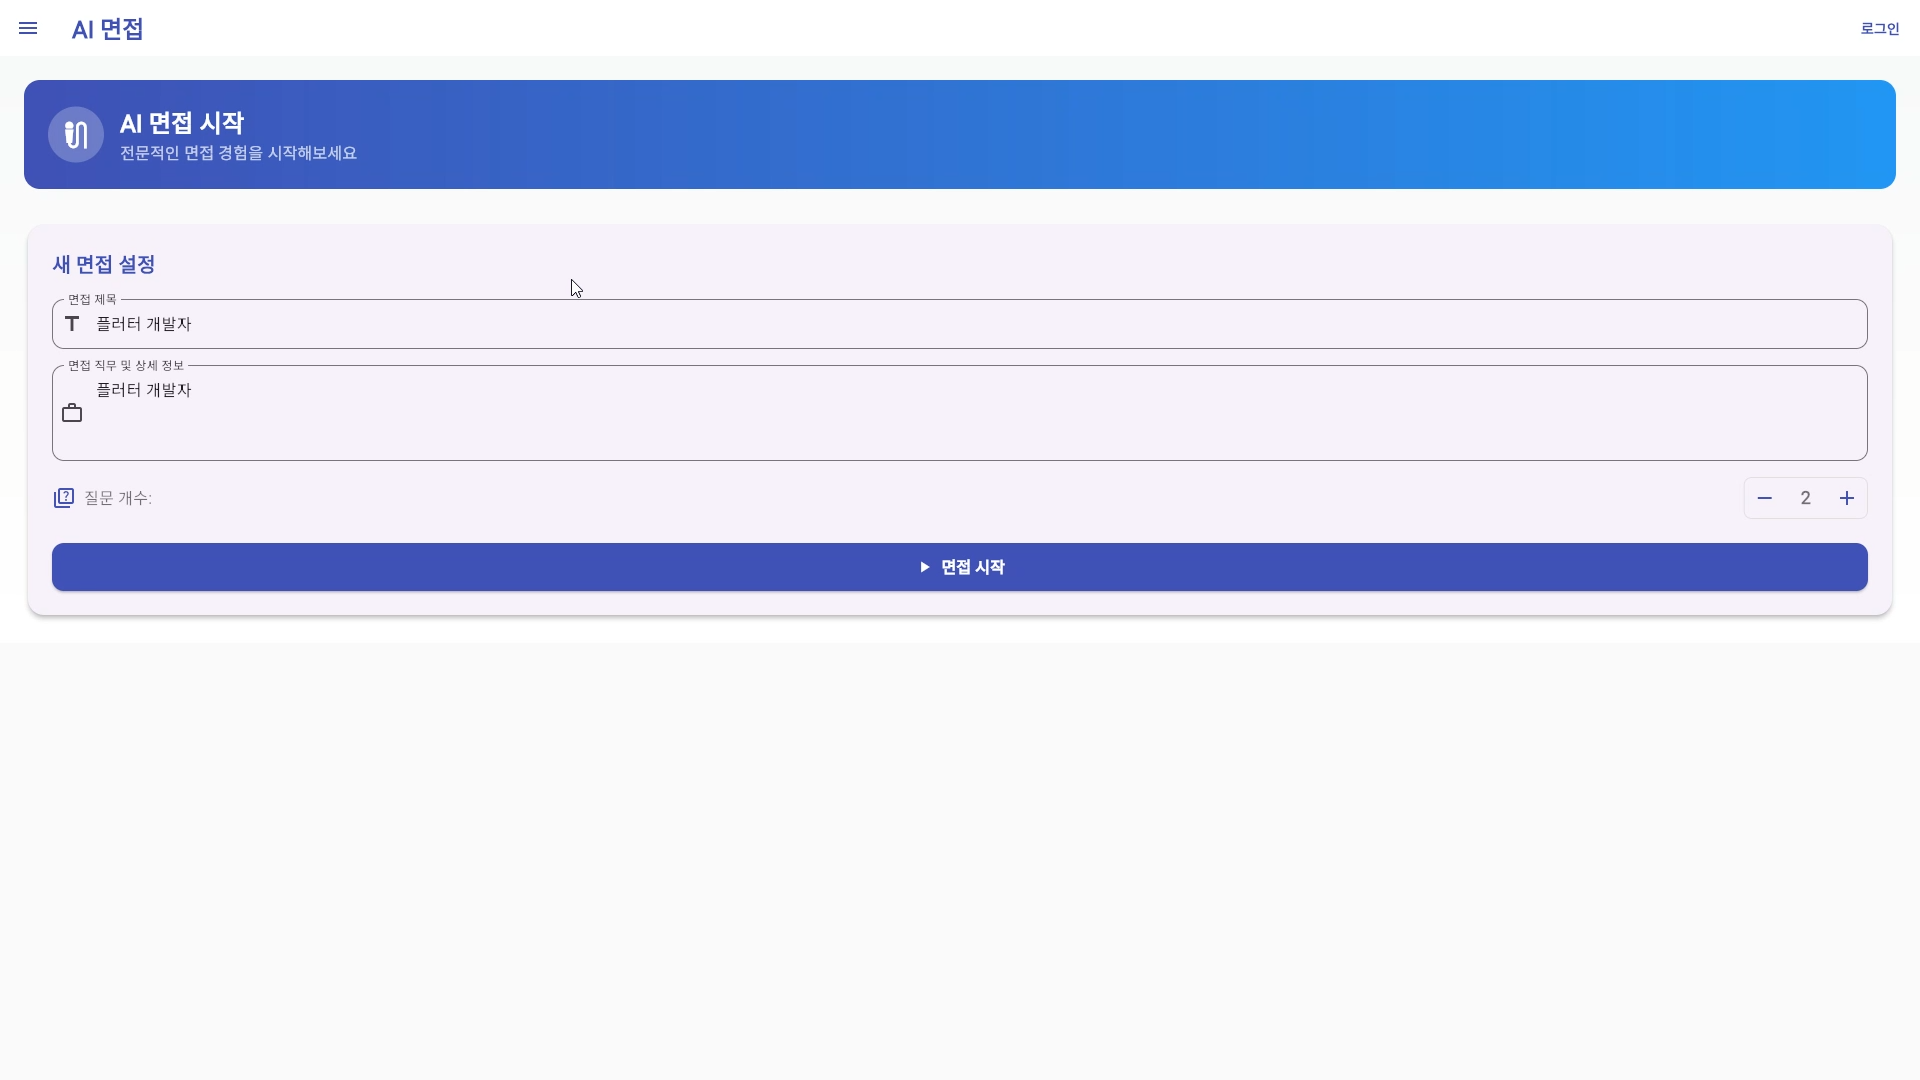 AI 면접
로그인
AI 면접 시작
전문적인 면접 경험을 시작해보세요
새 면접 설정
면접 제목
플러터 개발자
면접 직무 및 상세 정보
플러터 개발자
질문 개수:
2
면접 시작